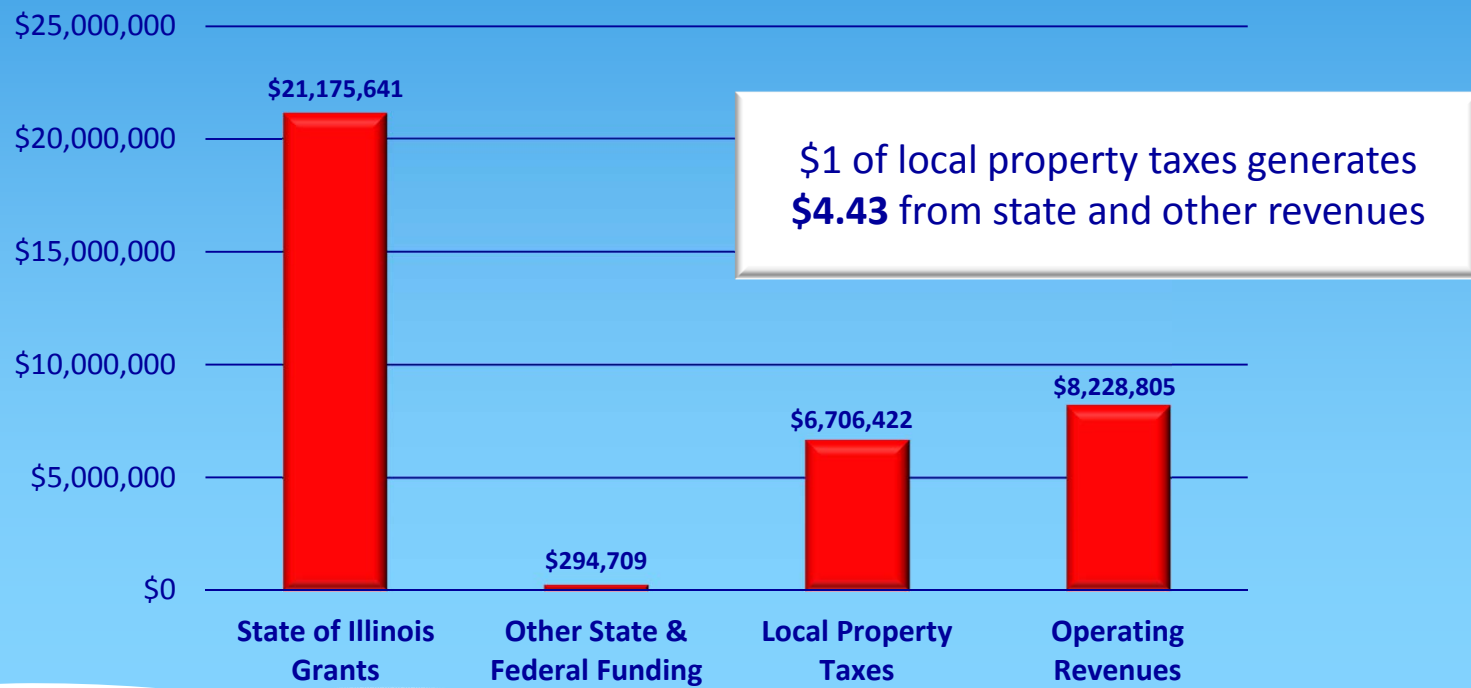 $25,000,000
$21,175,641
$20,000,000
$1 of local property taxes generates
$4.43 from state and other revenues
$15,000,000
$10,000,000
$8,228,805
$6,706,422
$5,000,000
$294,709
$0
State of Illinois
Grants
Other State &
Federal Funding
Local Property
Taxes
Operating
Revenues